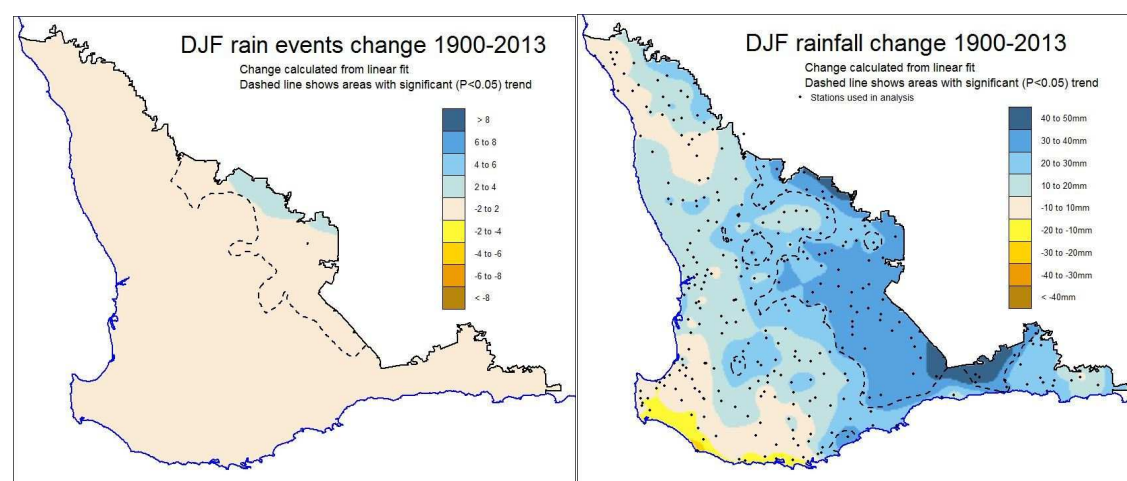 DJF rain events change 1900-2013
Change calculated from linear fit
Dashed line shows areas with significant (P<0.05) trend
> 8
6 to 8
4 to 6
2 to 4
-2 to 2
-2 to -4
-4 to -6
-6 to -8
< -8
DJF rainfall change 1900-2013
Change calculated from linear fit
Dashed line shows areas with significant (P<0.05) trend
• Stations used in analysis
40 to 50mm
30 to 40mm
20 to 30mm
10 to 20mm
-10 to 10mm
-20 to -10mm
-30 to -20mm
-40 to -30mm
< -40mm